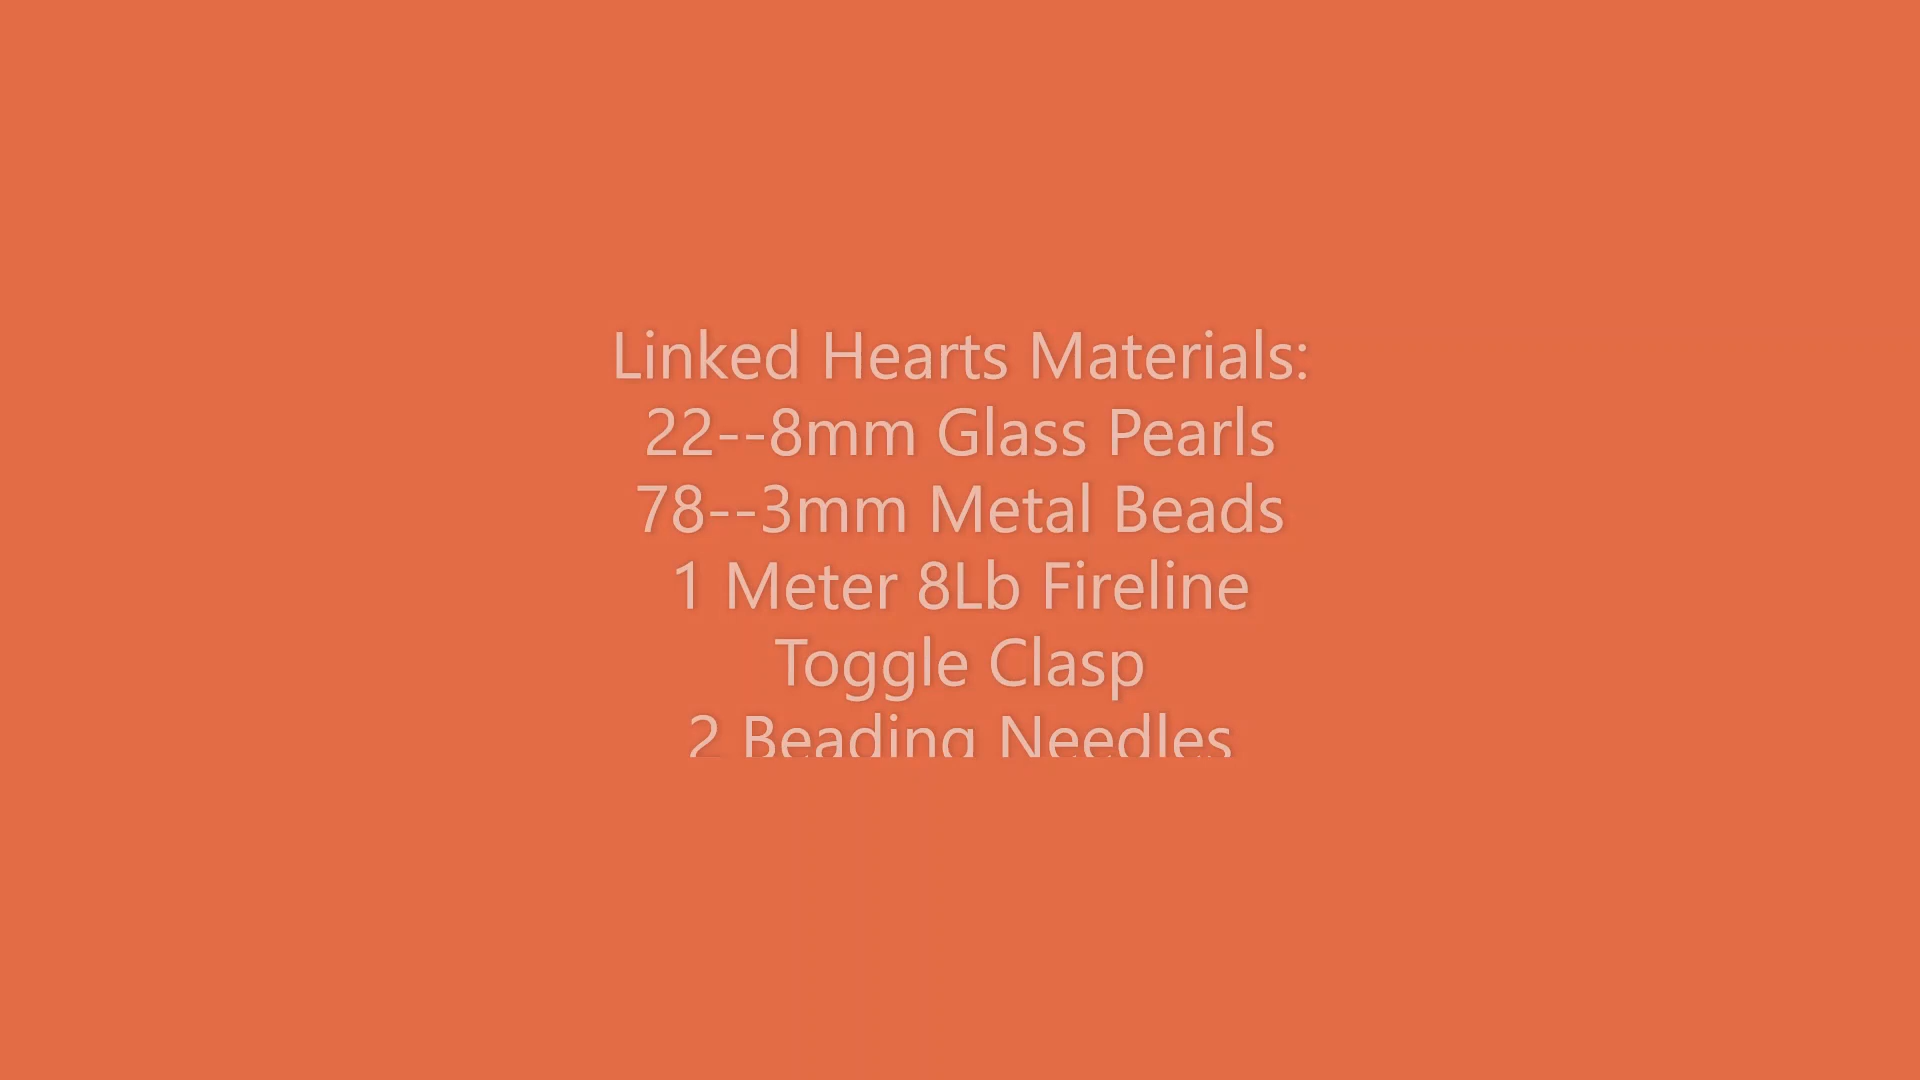 Linked Hearts Materials:
22--8mm Glass Pearls
78--3mm Metal Beads
1 Meter 8Lb Fireline
Toggle Clasp
2 Beading Needles